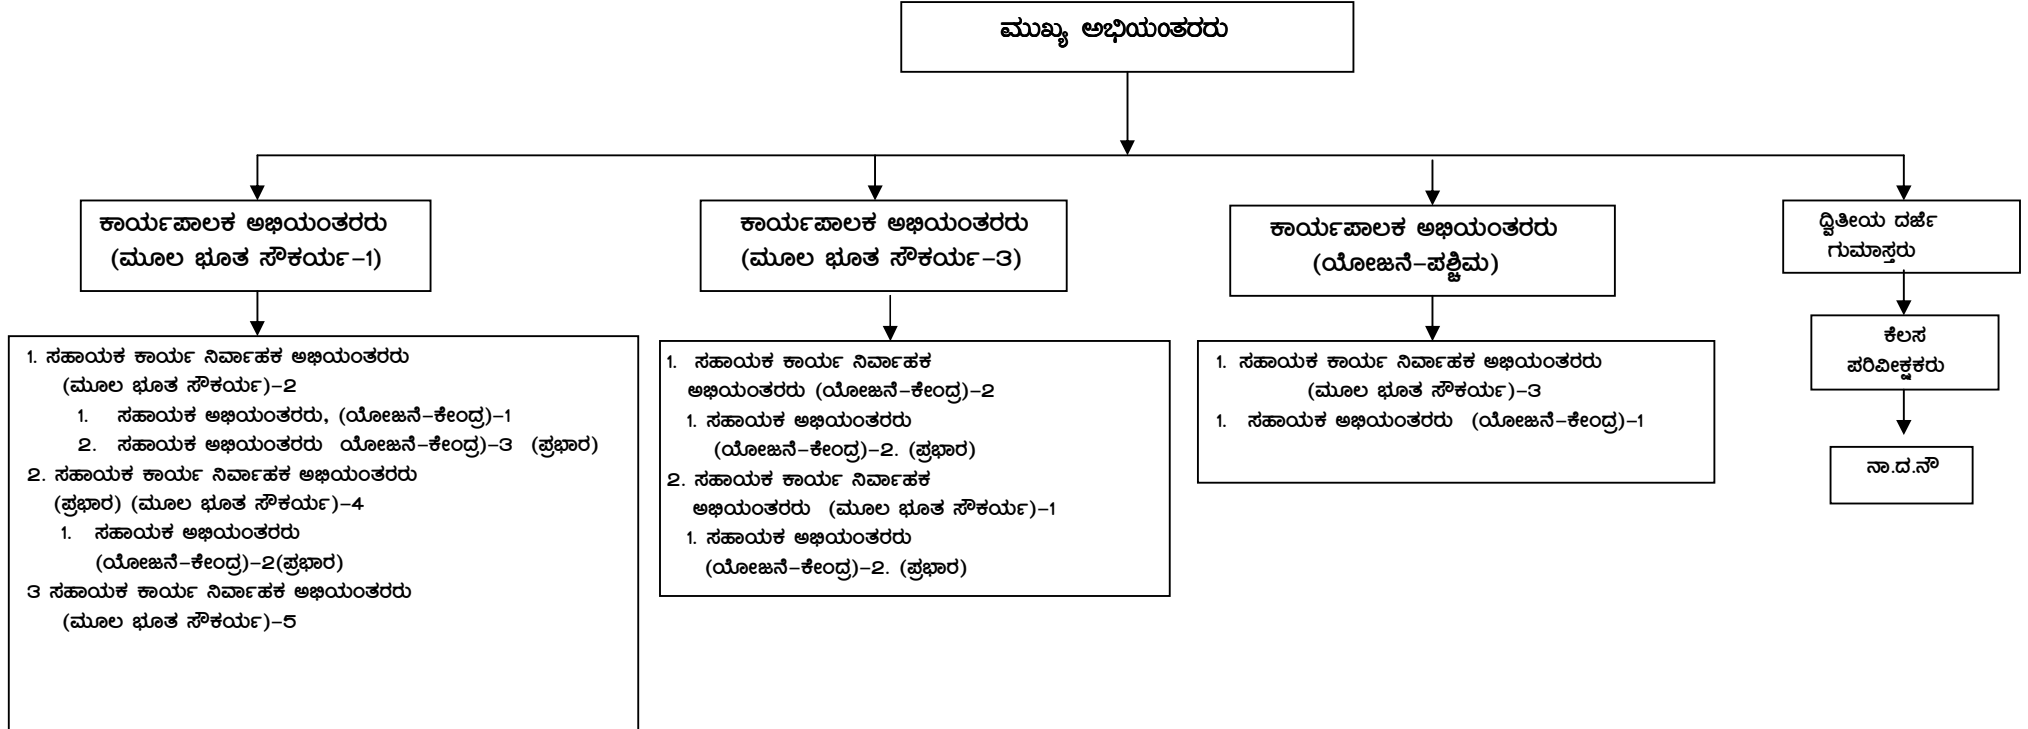 ಮುಖ್ಯ ಅಭಿಯಂತರರು
ಕಾರ್ಯಪಾಲಕ ಅಭಿಯಂತರರು
(ಮೂಲ ಭೂತ ಸೌಕರ್ಯ-1)
ಕಾರ್ಯಪಾಲಕ ಅಭಿಯಂತರರು
(ಮೂಲ ಭೂತ ಸೌಕರ್ಯ-3)
ಕಾರ್ಯಪಾಲಕ ಅಭಿಯಂತರರು
(ಯೋಜನೆ-ಪಶ್ಚಿಮ)
ದ್ವಿತೀಯ ದರ್ಜೆ
ಗುಮಾಸ್ತರು
1. ಸಹಾಯಕ ಕಾರ್ಯ ನಿರ್ವಾಹಕ ಅಭಿಯಂತರರು
(ಮೂಲ ಭೂತ ಸೌಕರ್ಯ)-2
1. ಸಹಾಯಕ ಅಭಿಯಂತರರು, (ಯೋಜನೆ-ಕೇಂದ್ರ)-1
2. ಸಹಾಯಕ ಅಭಿಯಂತರರು ಯೋಜನೆ-ಕೇಂದ್ರ)-3 (ಪ್ರಭಾರ)
2. ಸಹಾಯಕ ಕಾರ್ಯ ನಿರ್ವಾಹಕ ಅಭಿಯಂತರರು
(ಪ್ರಭಾರ) (ಮೂಲ ಭೂತ ಸೌಕರ್ಯ)-4
1. ಸಹಾಯಕ ಅಭಿಯಂತರರು
(ಯೋಜನೆ-ಕೇಂದ್ರ)-2(ಪ್ರಭಾರ)
3 ಸಹಾಯಕ ಕಾರ್ಯ ನಿರ್ವಾಹಕ ಅಭಿಯಂತರರು
(ಮೂಲ ಭೂತ ಸೌಕರ್ಯ)-5
1. ಸಹಾಯಕ ಕಾರ್ಯ ನಿರ್ವಾಹಕ
ಅಭಿಯಂತರರು (ಯೋಜನೆ-ಕೇಂದ್ರ)-2
1. ಸಹಾಯಕ ಅಭಿಯಂತರರು
(ಯೋಜನೆ-ಕೇಂದ್ರ)-2. (ಪ್ರಭಾರ)
2. ಸಹಾಯಕ ಕಾರ್ಯ ನಿರ್ವಾಹಕ
ಅಭಿಯಂತರರು (ಮೂಲ ಭೂತ ಸೌಕರ್ಯ)-1
1. ಸಹಾಯಕ ಅಭಿಯಂತರರು
(ಯೋಜನೆ-ಕೇಂದ್ರ)-2. (ಪ್ರಭಾರ)
1. ಸಹಾಯಕ ಕಾರ್ಯ ನಿರ್ವಾಹಕ ಅಭಿಯಂತರರು
(ಮೂಲ ಭೂತ ಸೌಕರ್ಯ)-3
1. ಸಹಾಯಕ ಅಭಿಯಂತರರು (ಯೋಜನೆ-ಕೇಂದ್ರ)-1
ಕೆಲಸ
ಪರಿವೀಕ್ಷಕರು
ನಾ.ದ.ನೌ